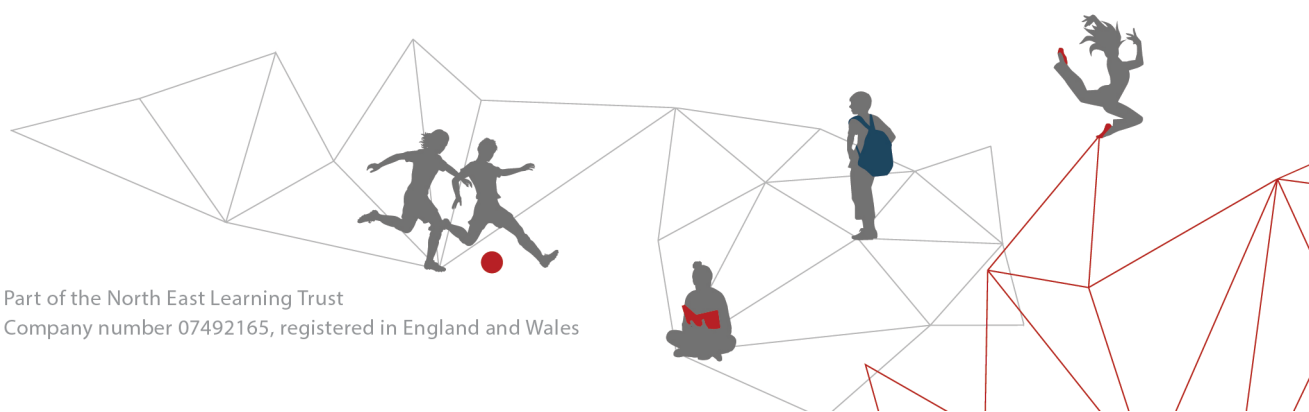 Part of the North East Learning Trust
Company number 07492165, registered in England and Wales